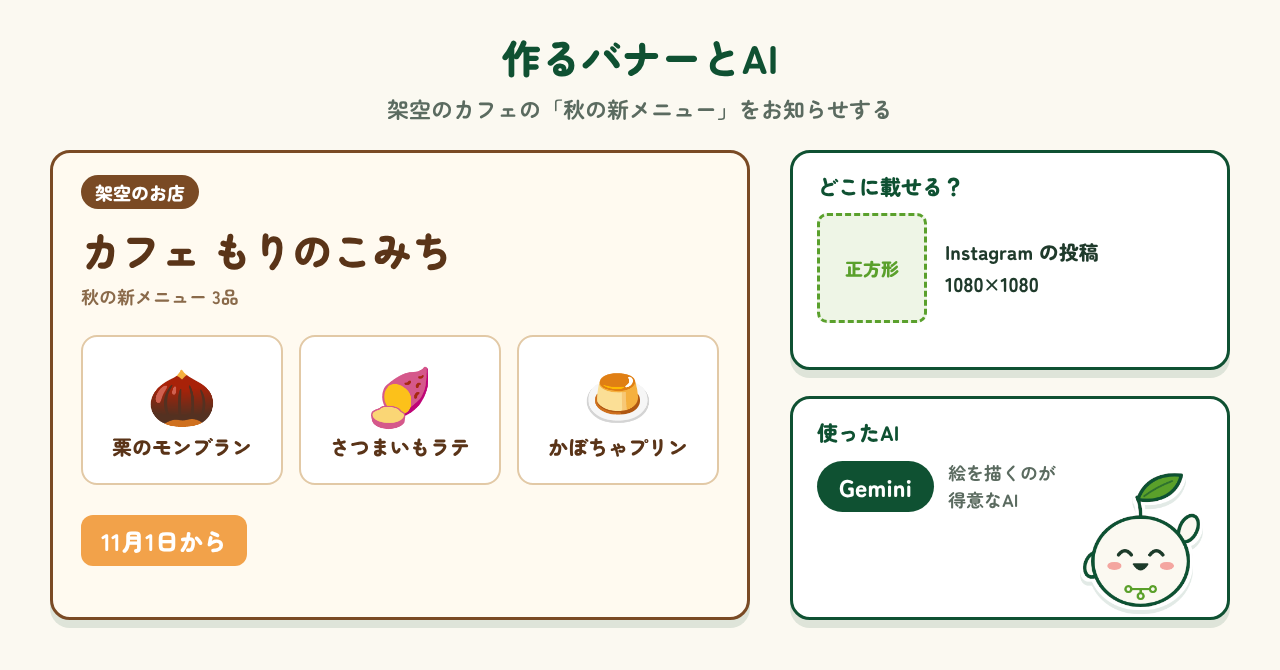 作るバナーとAI
架空のカフェの「秋の新メニュー」をお知らせする
架空のお店
カフェ もりのこみち
秋の新メニュー 3品
栗のモンブラン
さつまいもラテ
かぼちゃプリン
11月1日から
どこに載せる？
正方形
Instagram の投稿
1080×1080
使ったAI
Gemini
絵を描くのが
得意なAI